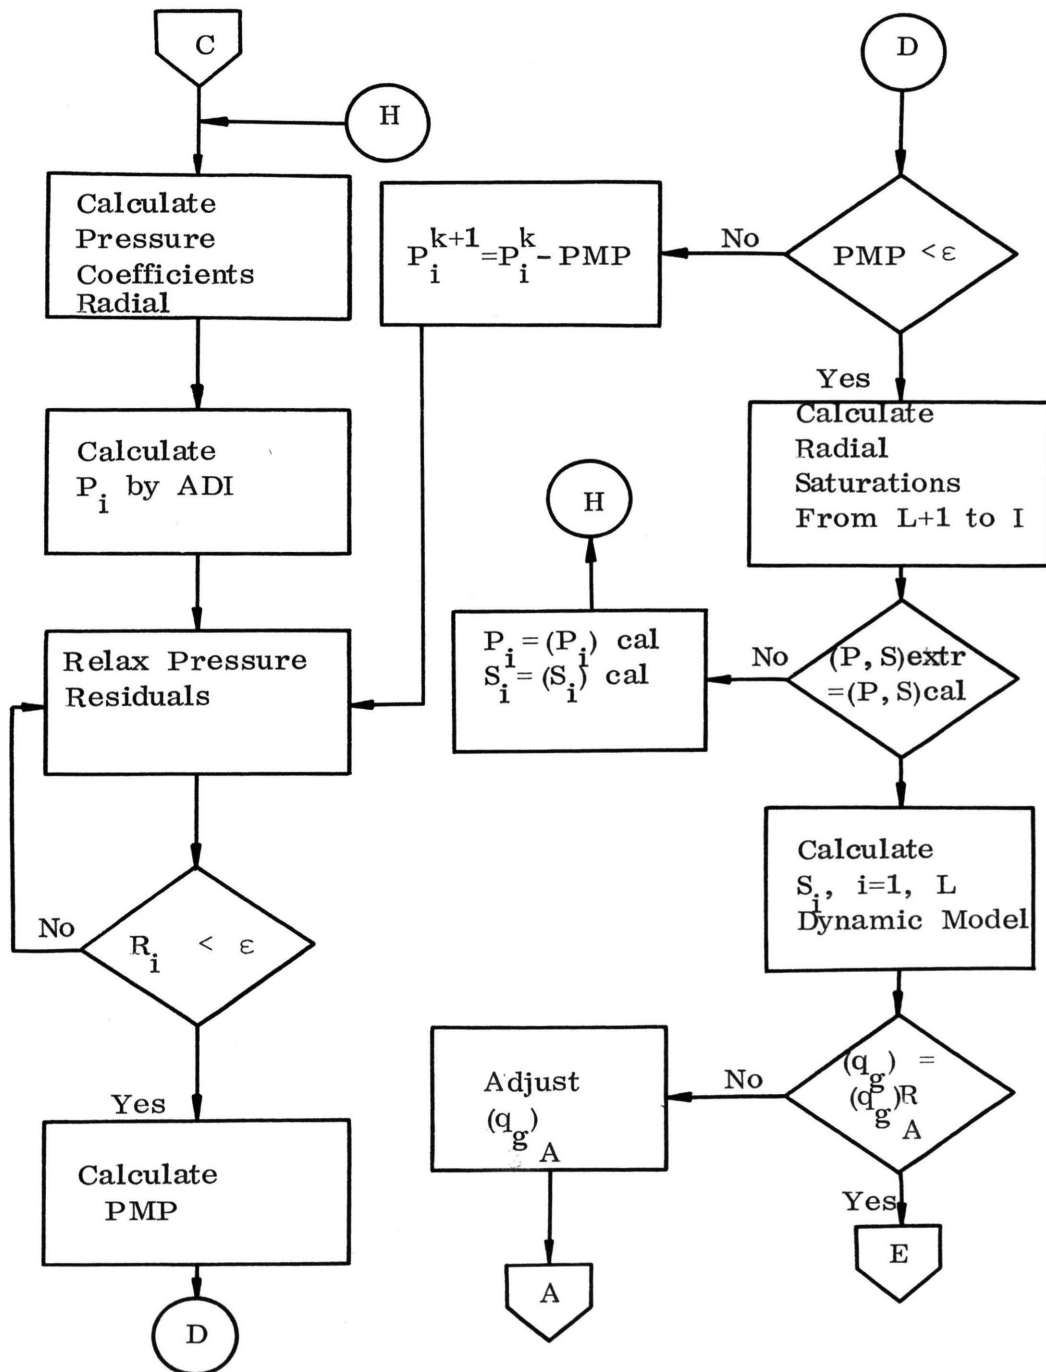 C
H
Calculate
Pressure
Coefficients
Radial
Calculate
P_i by ADI
Relax Pressure
Residuals
No
R_i < ε
Yes
Calculate
PMP
D
D
PMP < ε
No
P_i^{k+1} = P_i^k - PMP
Yes
Calculate
Radial
Saturations
From L+1 to I
(P, S)extr
=(P, S)cal
No
P_i = (P_i) cal
S_i = (S_i) cal
H
Calculate
S_i, i=1, L
Dynamic Model
(q_g)_R =
(q_g)_A
No
Adjust
(q_g)_A
A
Yes
E